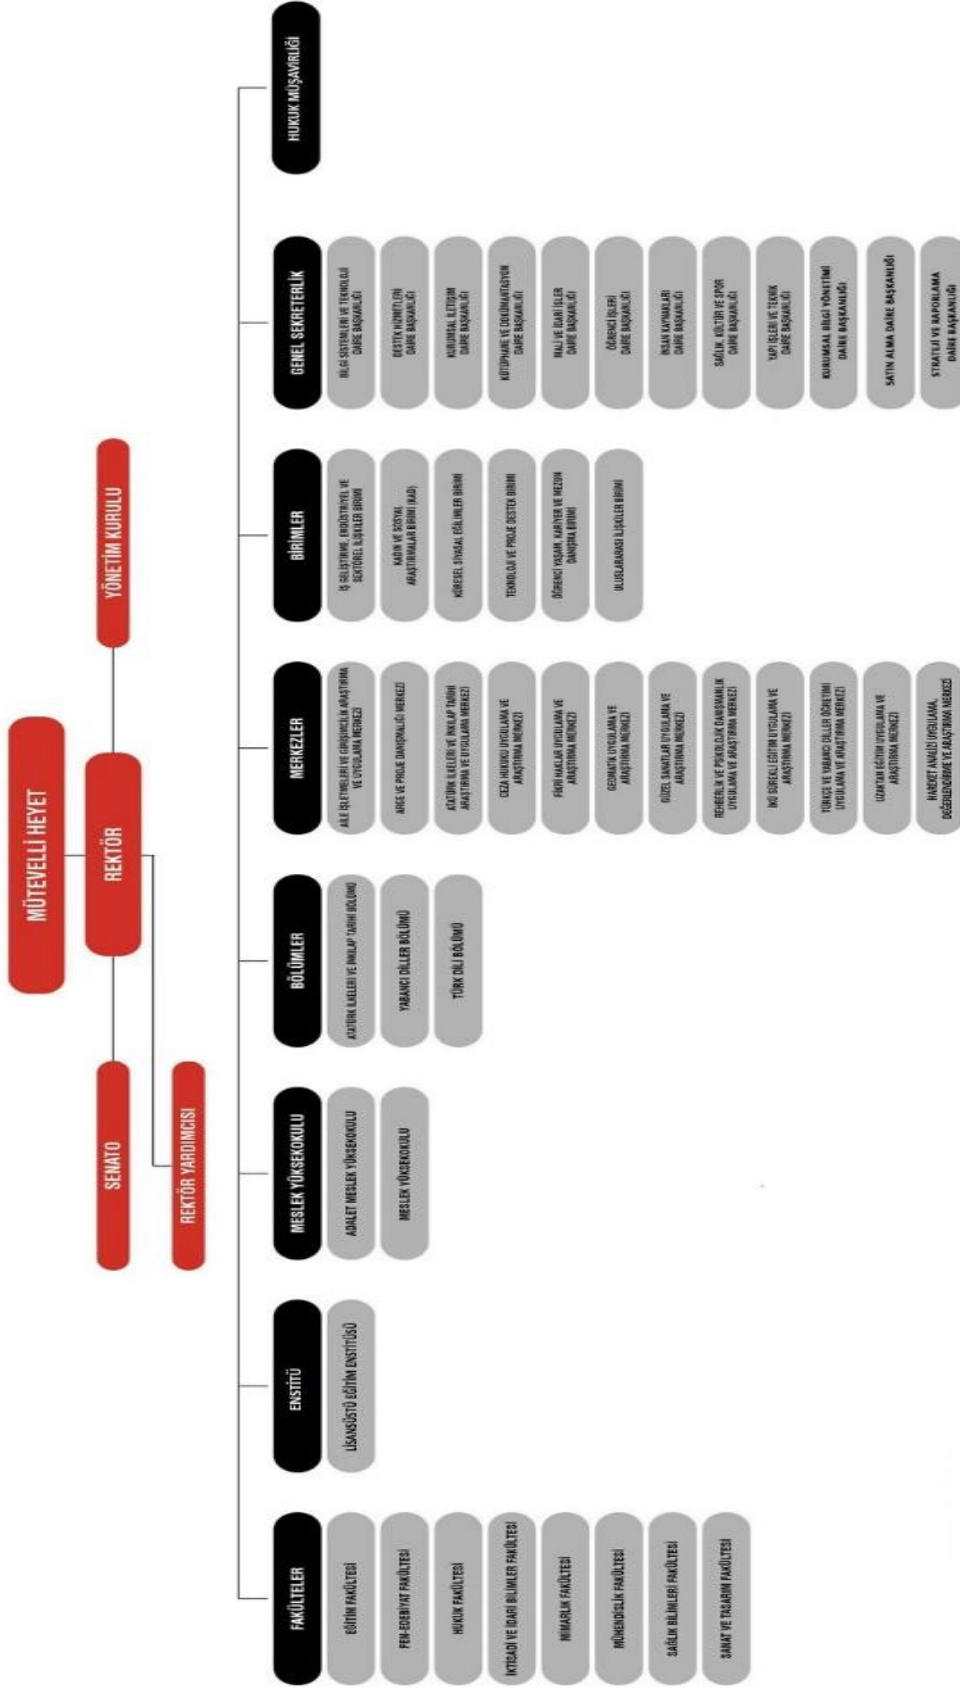 MÜTEVELLİ HEYET
REKTÖR
SENATO
YÖNETİM KURULU
REKTÖR YARDIMCISI
FAKÜLTELER
EĞİTİM FAKÜLTESİ
FEN-EDEBİYAT FAKÜLTESİ
HUKUK FAKÜLTESİ
İKTİSADİ VE İDARİ BİLİMLER FAKÜLTESİ
MİMARLIK FAKÜLTESİ
MÜHENDİSLİK FAKÜLTESİ
SAĞLIK BİLİMLERİ FAKÜLTESİ
SANAT VE TASARIM FAKÜLTESİ
ENSTİTÜ
LİSANSÜSTÜ EĞİTİM ENSTİTÜSÜ
MESLEK YÜKSEKOKULU
ADALET MESLEK YÜKSEKOKULU
MESLEK YÜKSEKOKULU
BÖLÜMLER
ATATÜRK İLKELERİ VE İNKILAP TARİHİ BÖLÜMÜ
YABANCI DİLLER BÖLÜMÜ
TÜRK DİLİ BÖLÜMÜ
MERKEZLER
AİLE İŞLETMELERİ VE GİRİŞİMCİLİK ARAŞTIRMA
VE UYGULAMA MERKEZİ
ARGE VE PROJE DANIŞMALIĞI MERKEZİ
ATATÜRK İLKELERİ VE İNKILAP TARİHİ
ARAŞTIRMA VE UYGULAMA MERKEZİ
CEZA HUKUKU UYGULAMA VE
ARAŞTIRMA MERKEZİ
FİKRİ HAKLAR UYGULAMA VE
ARAŞTIRMA MERKEZİ
GEOMATİK UYGULAMA VE
ARAŞTIRMA MERKEZİ
GÜZEL SANATLAR UYGULAMA VE
ARAŞTIRMA MERKEZİ
REHBERLİK VE PSİKOLOJİK DANIŞMANLIK
UYGULAMA VE ARAŞTIRMA MERKEZİ
İKÜ SÜREKLİ EĞİTİM UYGULAMA VE
ARAŞTIRMA MERKEZİ
TÜRKÇE VE YABANCI DİLLER ÖĞRETİMİ
UYGULAMA VE ARAŞTIRMA MERKEZİ
UZAKTAN EĞİTİM UYGULAMA VE
ARAŞTIRMA MERKEZİ
HAREKET ANALİZİ UYGULAMA,
DEĞERLENDİRME VE ARAŞTIRMA MERKEZİ
BİRİMLER
İŞ GELİŞTİRME, ENDÜSTRİYEL VE
SEKTÖREL İLİŞKİLER BİRİMİ
KADIN VE SOSYAL
ARAŞTIRMALAR BİRİMİ (KAD)
KÜRESEL SİYASAL EĞİLİMLER BİRİMİ
TEKNOLOJİ VE PROJE DESTEK BİRİMİ
ÖĞRENCİ YAŞAM, KARİYER VE MEZUN
DANIŞMA BİRİMİ
ULUSLARARASI İLİŞKİLER BİRİMİ
GENEL SEKRETERLİK
BİLGİ SİSTEMLERİ VE TEKNOLOJİ
DAİRE BAŞKANLIĞI
DESTEK HİZMETLERİ
DAİRE BAŞKANLIĞI
KURUMSAL İLETİŞİM
DAİRE BAŞKANLIĞI
KÜTÜPHANE VE DOKÜMANTASYON
DAİRE BAŞKANLIĞI
MALİ VE İDARİ İŞLER
DAİRE BAŞKANLIĞI
ÖĞRENCİ İŞLERİ
DAİRE BAŞKANLIĞI
İNSAN KAYNAKLARI
DAİRE BAŞKANLIĞI
SAĞLIK, KÜLTÜR VE SPOR
DAİRE BAŞKANLIĞI
YAPI İŞLERİ VE TEKNİK
DAİRE BAŞKANLIĞI
KURUMSAL BİLGİ YÖNETİMİ
DAİRE BAŞKANLIĞI
SATIN ALMA DAİRE BAŞKANLIĞI
STRATEJİ VE RAPORLAMA
DAİRE BAŞKANLIĞI
HUKUK MÜŞAVİRLİĞİ